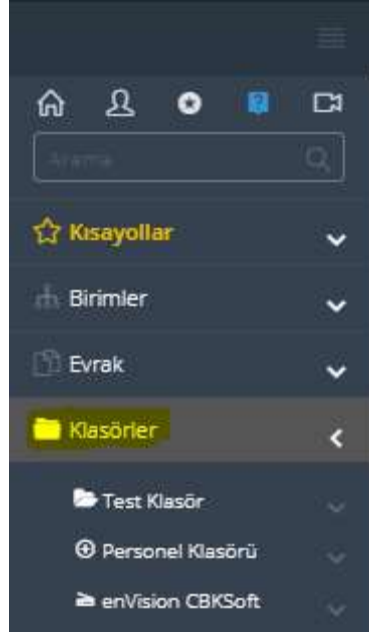 Arama
Kısayollar
Birimler
Evrak
Klasörler
Test Klasör
Personel Klasörü
enVision CBKSoft